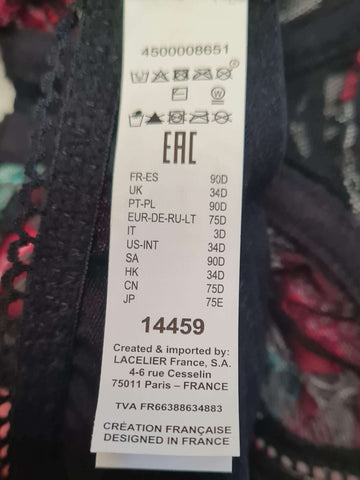 4500008651
EAC
FR-ES 90D
UK 34D
PT-PL 90D
EUR-DE-RU-LT 75D
IT 3D
US-INT 34D
SA 90D
HK 34D
CN 75D
JP 75E
14459
Created & imported by:
LACELIER France, S.A.
4-6 rue Cesselin
75011 Paris – FRANCE
TVA FR66388634883
CRÉATION FRANÇAISE
DESIGNED IN FRANCE